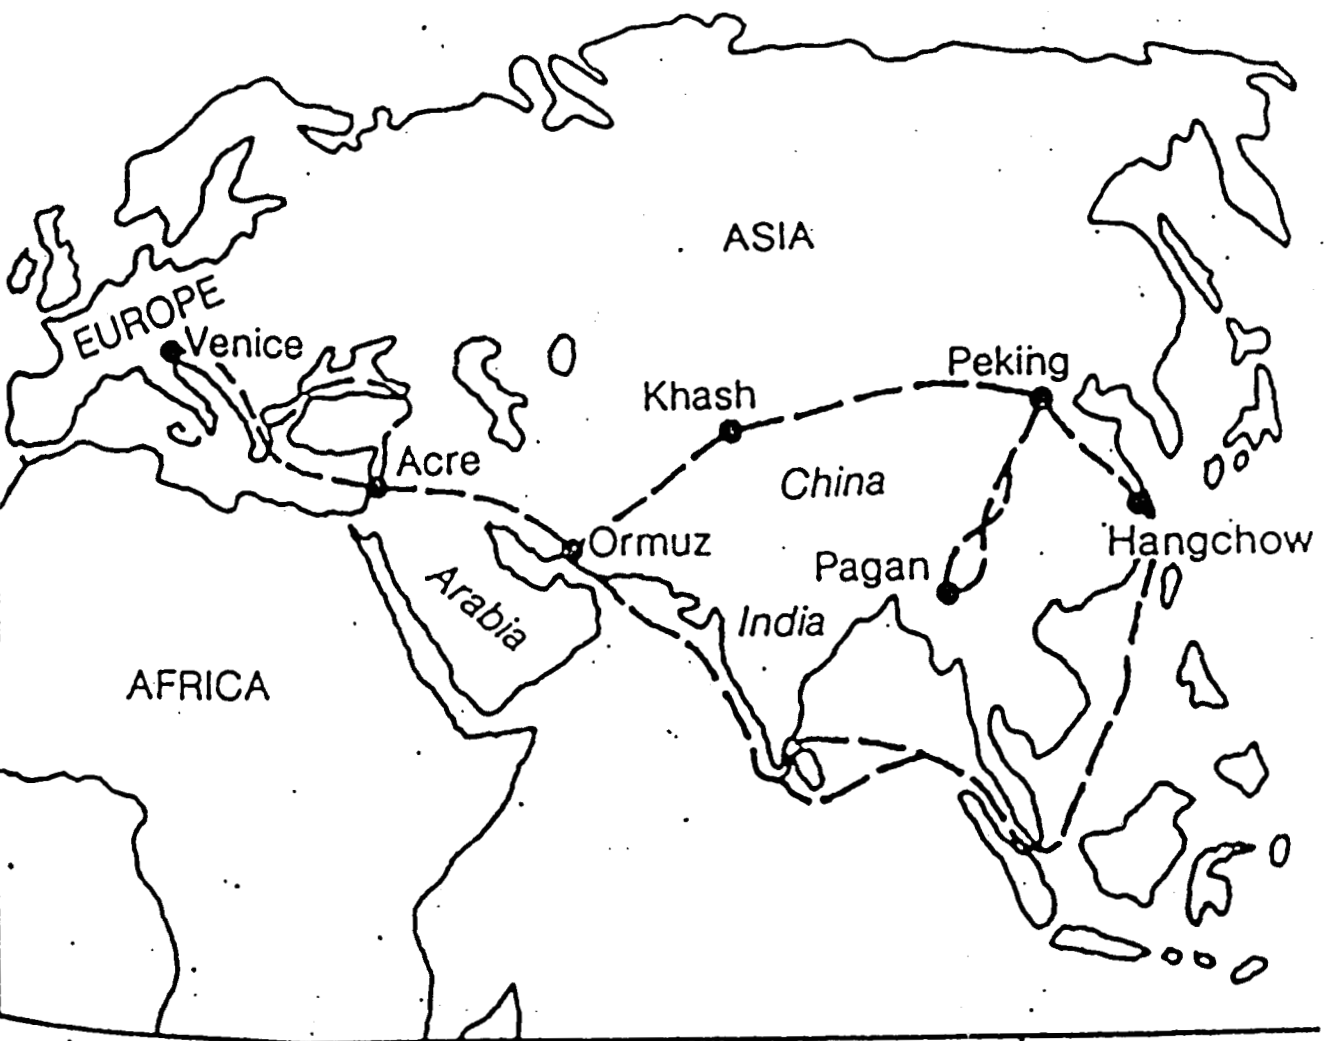 ASIA
EUROPE
Venice
Peking
Khash
Acre
China
Ormuz
Hangchow
Pagan
Arabia
India
AFRICA